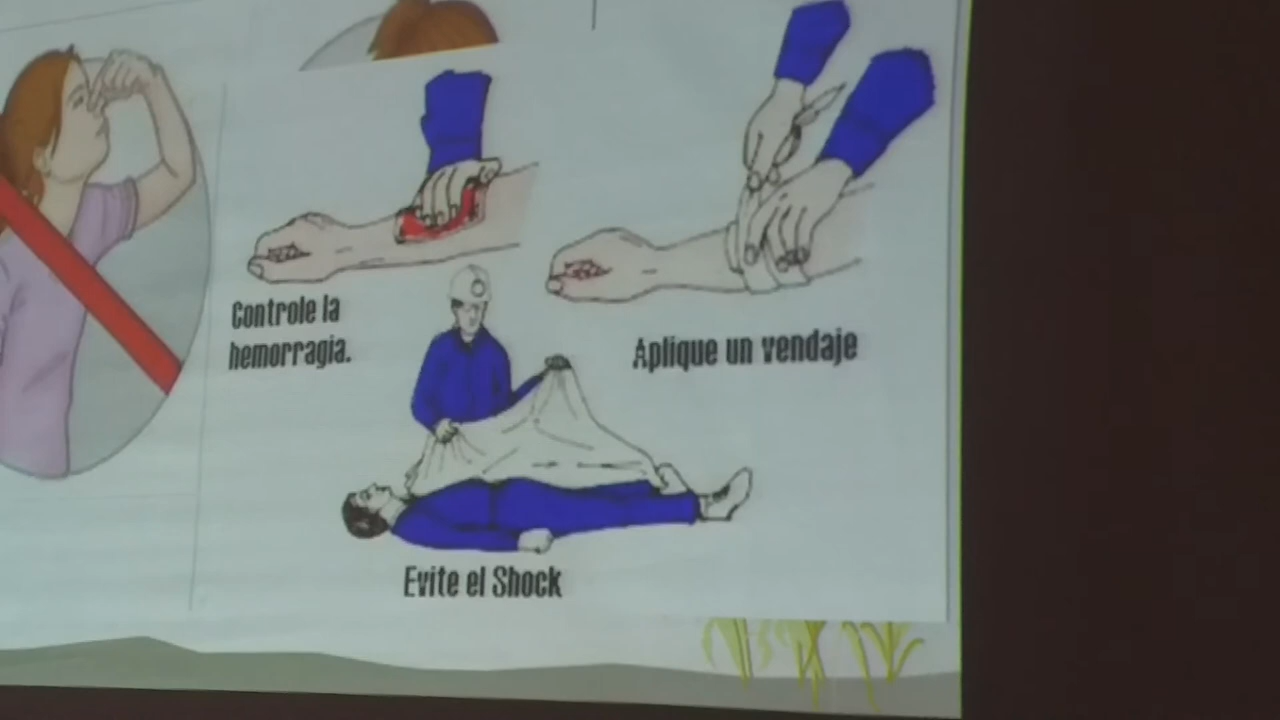 Controle la
hemorragia.
Aplique un vendaje
Evite el Shock